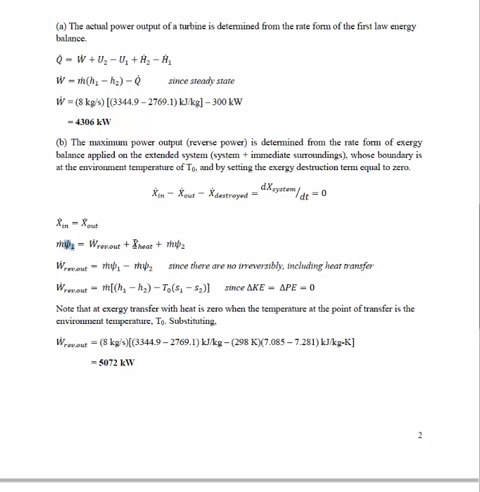 (a) The actual power output of a turbine is determined from the rate form of the first law energy
balance.
Q̇ = Ẇ + U₂ − U₁ + Ḣ₂ − Ḣ₁
Ẇ = ṁ(h₁ − h₂) − Q̇ since steady state
Ẇ = (8 kg/s) [(3344.9 – 2769.1) kJ/kg] – 300 kW
= 4306 kW
(b) The maximum power output (reverse power) is determined from the rate form of exergy
balance applied on the extended system (system + immediate surroundings), whose boundary is
at the environment temperature of T₀, and by setting the exergy destruction term equal to zero.
Ẋin − Ẋout − Ẋdestroyed = dXsystem/dt = 0
Ẋin = Ẋout
ṁψ₁ = Ẇrev.out + Ẋheat + ṁψ₂
Ẇrev.out = ṁψ₁ − ṁψ₂ since there are no irreversibly, including heat transfer
Ẇrev.out = ṁ[(h₁ − h₂) − T₀(s₁ − s₂)] since ΔKE = ΔPE = 0
Note that at exergy transfer with heat is zero when the temperature at the point of transfer is the
environment temperature, T₀. Substituting,
Ẇrev.out = (8 kg/s)[(3344.9 – 2769.1) kJ/kg – (298 K)(7.085 – 7.281) kJ/kg-K]
= 5072 kW
2